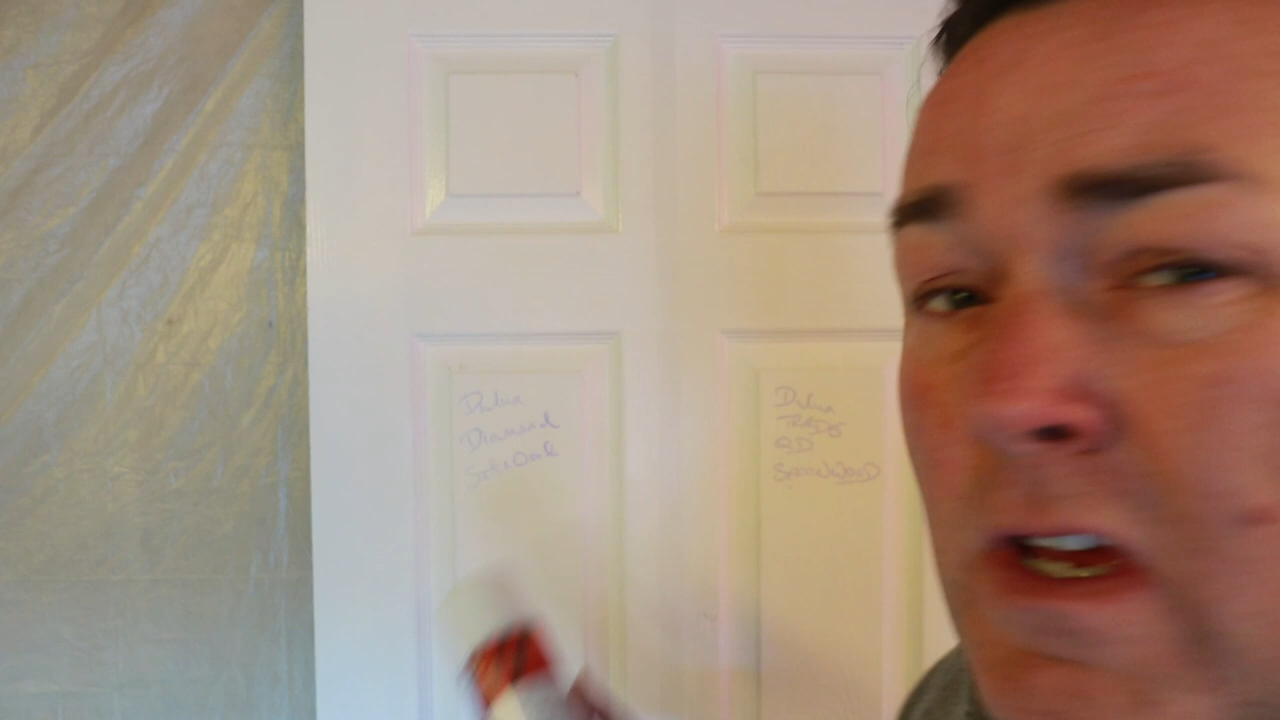 Dulux
Diamond
SatinWood
Dulux
TRADE
QD
SatinWOOD